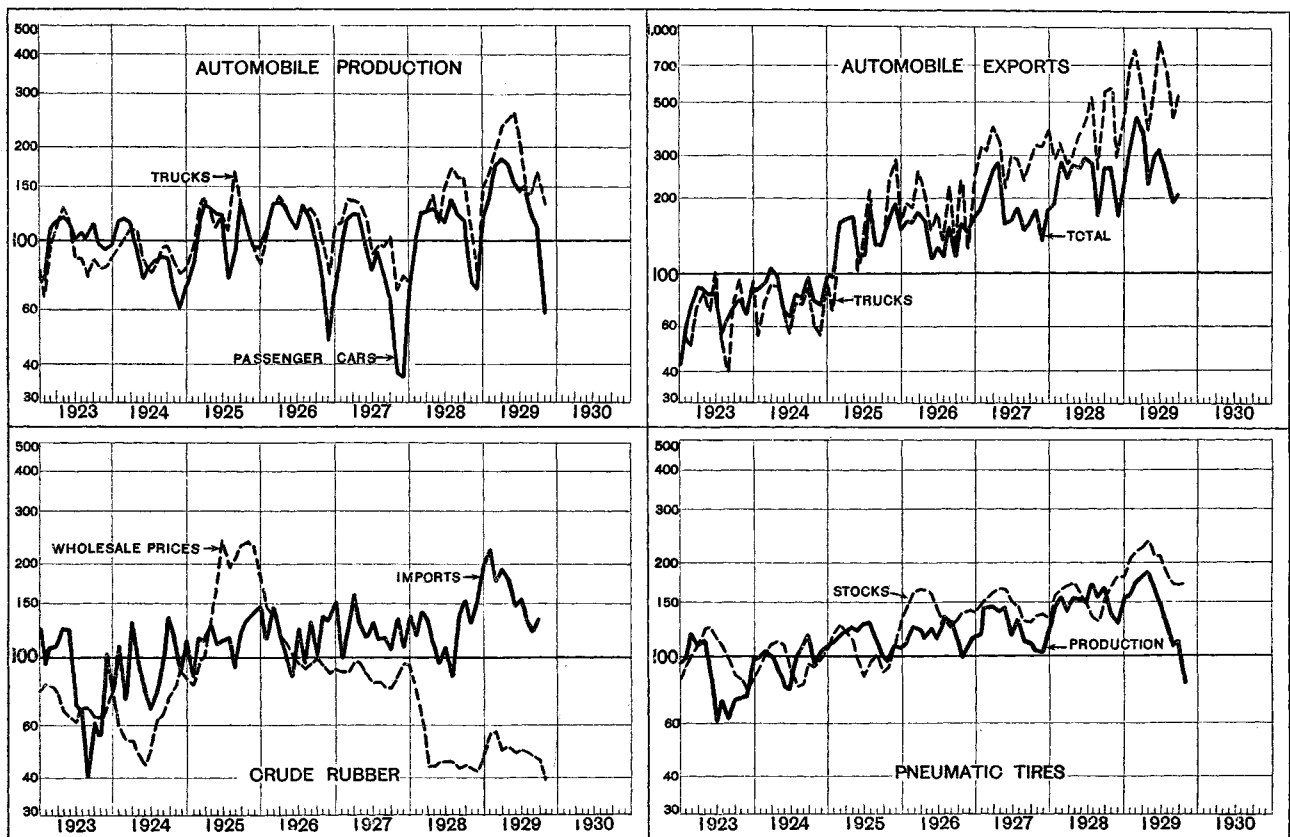 500
400
300
200
150
100
60
40
30
AUTOMOBILE PRODUCTION
TRUCKS
PASSENGER CARS
1923 1924 1925 1926 1927 1928 1929 1930
1,000
700
500
300
200
100
60
40
30
AUTOMOBILE EXPORTS
TOTAL
TRUCKS
1923 1924 1925 1926 1927 1928 1929 1930
500
400
300
200
150
100
60
40
30
WHOLESALE PRICES
IMPORTS
CRUDE RUBBER
1923 1924 1925 1926 1927 1928 1929 1930
500
400
300
200
150
100
60
40
30
STOCKS
PRODUCTION
PNEUMATIC TIRES
1923 1924 1925 1926 1927 1928 1929 1930